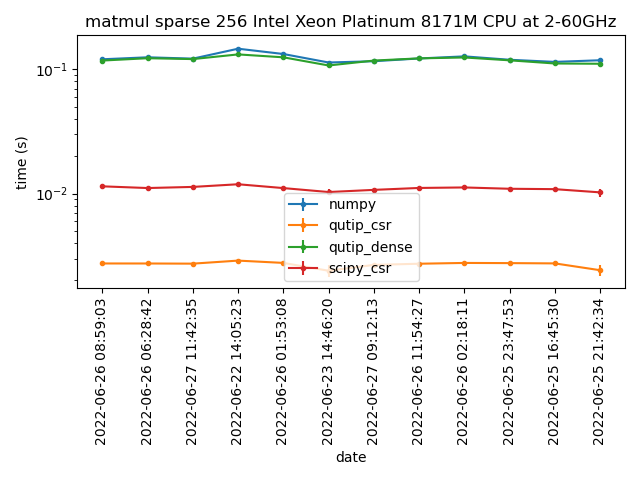 matmul sparse 256 Intel Xeon Platinum 8171M CPU at 2-60GHz
time (s)
10⁻¹
10⁻²
numpy
qutip_csr
qutip_dense
scipy_csr
2022-06-26 08:59:03
2022-06-26 06:28:42
2022-06-27 11:42:35
2022-06-22 14:05:23
2022-06-26 01:53:08
2022-06-23 14:46:20
2022-06-27 09:12:13
2022-06-26 11:54:27
2022-06-26 02:18:11
2022-06-25 23:47:53
2022-06-25 16:45:30
2022-06-25 21:42:34
date